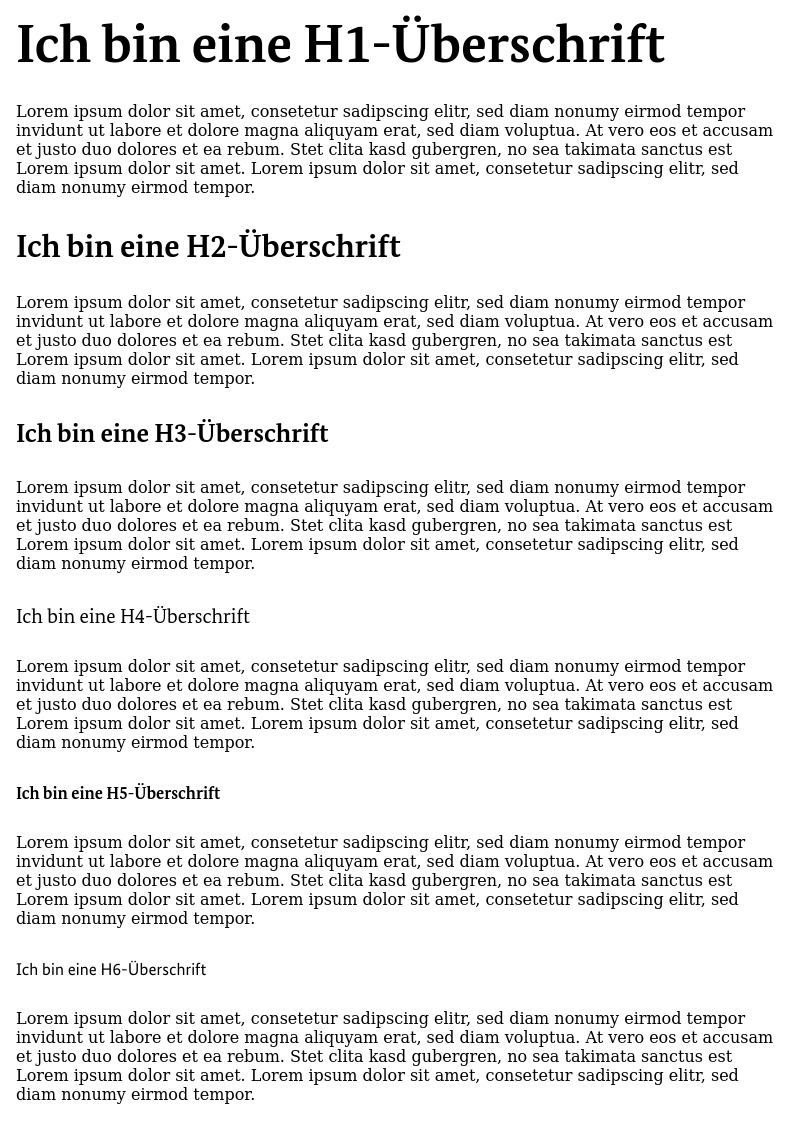 Ich bin eine H1-Überschrift
Lorem ipsum dolor sit amet, consetetur sadipscing elitr, sed diam nonumy eirmod tempor
invidunt ut labore et dolore magna aliquyam erat, sed diam voluptua. At vero eos et accusam
et justo duo dolores et ea rebum. Stet clita kasd gubergren, no sea takimata sanctus est
Lorem ipsum dolor sit amet. Lorem ipsum dolor sit amet, consetetur sadipscing elitr, sed
diam nonumy eirmod tempor.
Ich bin eine H2-Überschrift
Lorem ipsum dolor sit amet, consetetur sadipscing elitr, sed diam nonumy eirmod tempor
invidunt ut labore et dolore magna aliquyam erat, sed diam voluptua. At vero eos et accusam
et justo duo dolores et ea rebum. Stet clita kasd gubergren, no sea takimata sanctus est
Lorem ipsum dolor sit amet. Lorem ipsum dolor sit amet, consetetur sadipscing elitr, sed
diam nonumy eirmod tempor.
Ich bin eine H3-Überschrift
Lorem ipsum dolor sit amet, consetetur sadipscing elitr, sed diam nonumy eirmod tempor
invidunt ut labore et dolore magna aliquyam erat, sed diam voluptua. At vero eos et accusam
et justo duo dolores et ea rebum. Stet clita kasd gubergren, no sea takimata sanctus est
Lorem ipsum dolor sit amet. Lorem ipsum dolor sit amet, consetetur sadipscing elitr, sed
diam nonumy eirmod tempor.
Ich bin eine H4-Überschrift
Lorem ipsum dolor sit amet, consetetur sadipscing elitr, sed diam nonumy eirmod tempor
invidunt ut labore et dolore magna aliquyam erat, sed diam voluptua. At vero eos et accusam
et justo duo dolores et ea rebum. Stet clita kasd gubergren, no sea takimata sanctus est
Lorem ipsum dolor sit amet. Lorem ipsum dolor sit amet, consetetur sadipscing elitr, sed
diam nonumy eirmod tempor.
Ich bin eine H5-Überschrift
Lorem ipsum dolor sit amet, consetetur sadipscing elitr, sed diam nonumy eirmod tempor
invidunt ut labore et dolore magna aliquyam erat, sed diam voluptua. At vero eos et accusam
et justo duo dolores et ea rebum. Stet clita kasd gubergren, no sea takimata sanctus est
Lorem ipsum dolor sit amet. Lorem ipsum dolor sit amet, consetetur sadipscing elitr, sed
diam nonumy eirmod tempor.
Ich bin eine H6-Überschrift
Lorem ipsum dolor sit amet, consetetur sadipscing elitr, sed diam nonumy eirmod tempor
invidunt ut labore et dolore magna aliquyam erat, sed diam voluptua. At vero eos et accusam
et justo duo dolores et ea rebum. Stet clita kasd gubergren, no sea takimata sanctus est
Lorem ipsum dolor sit amet. Lorem ipsum dolor sit amet, consetetur sadipscing elitr, sed
diam nonumy eirmod tempor.